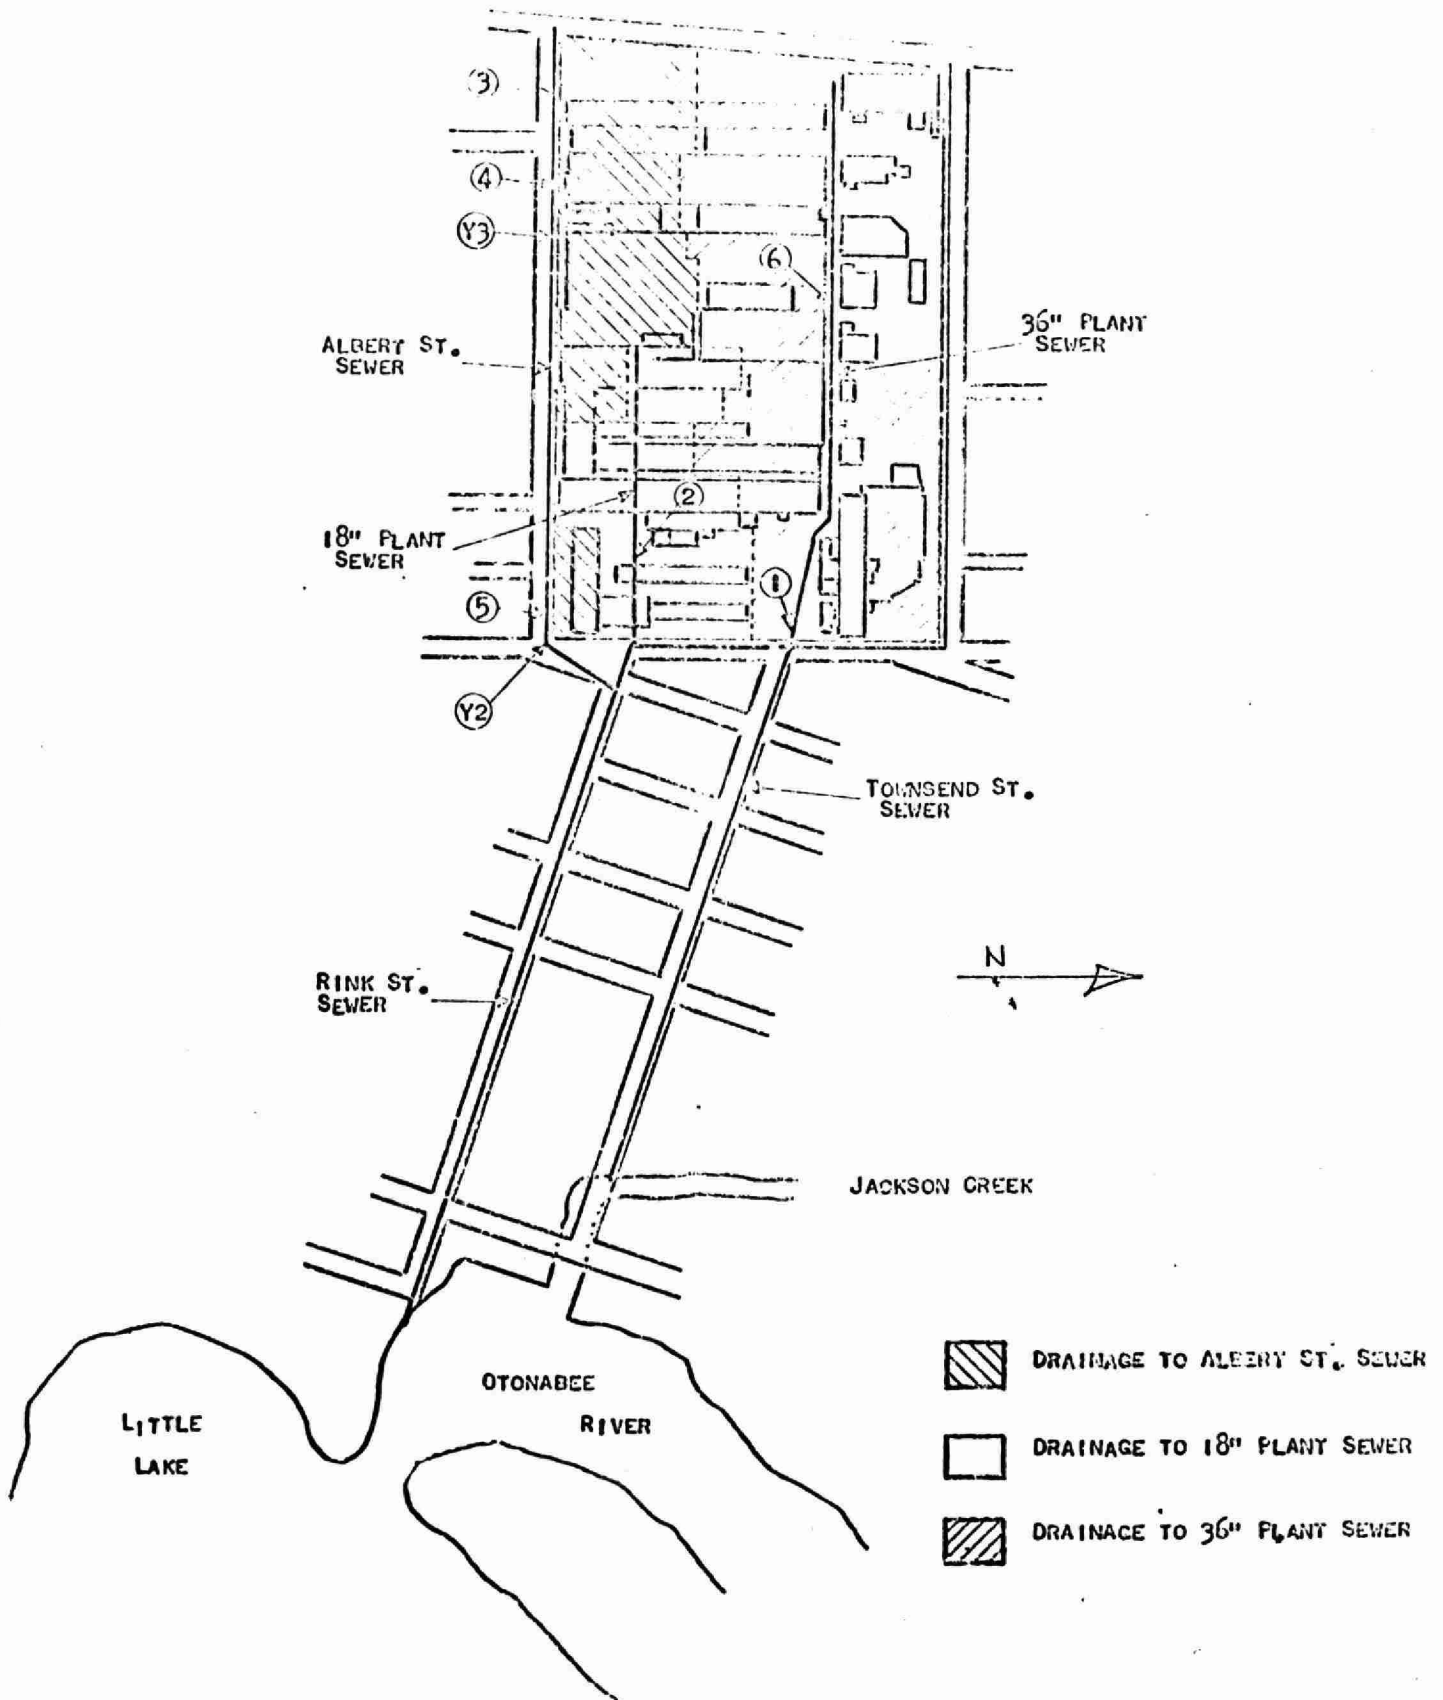 3
4
Y3
6
36" PLANT
SEWER
ALBERT ST.
SEWER
2
18" PLANT
SEWER
1
5
Y2
TOWNSEND ST.
SEWER
N
RINK ST.
SEWER
JACKSON CREEK
OTONABEE
RIVER
LITTLE
LAKE
DRAINAGE TO ALBERT ST. SEWER
DRAINAGE TO 18" PLANT SEWER
DRAINAGE TO 36" PLANT SEWER